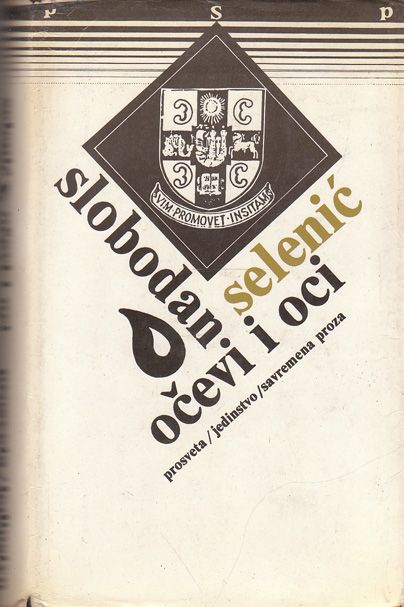 p s p
VIM·PROMOVET·INSITAM
slobodan
selenić
očevi i oci
prosveta/jedinstvo/savremena proza